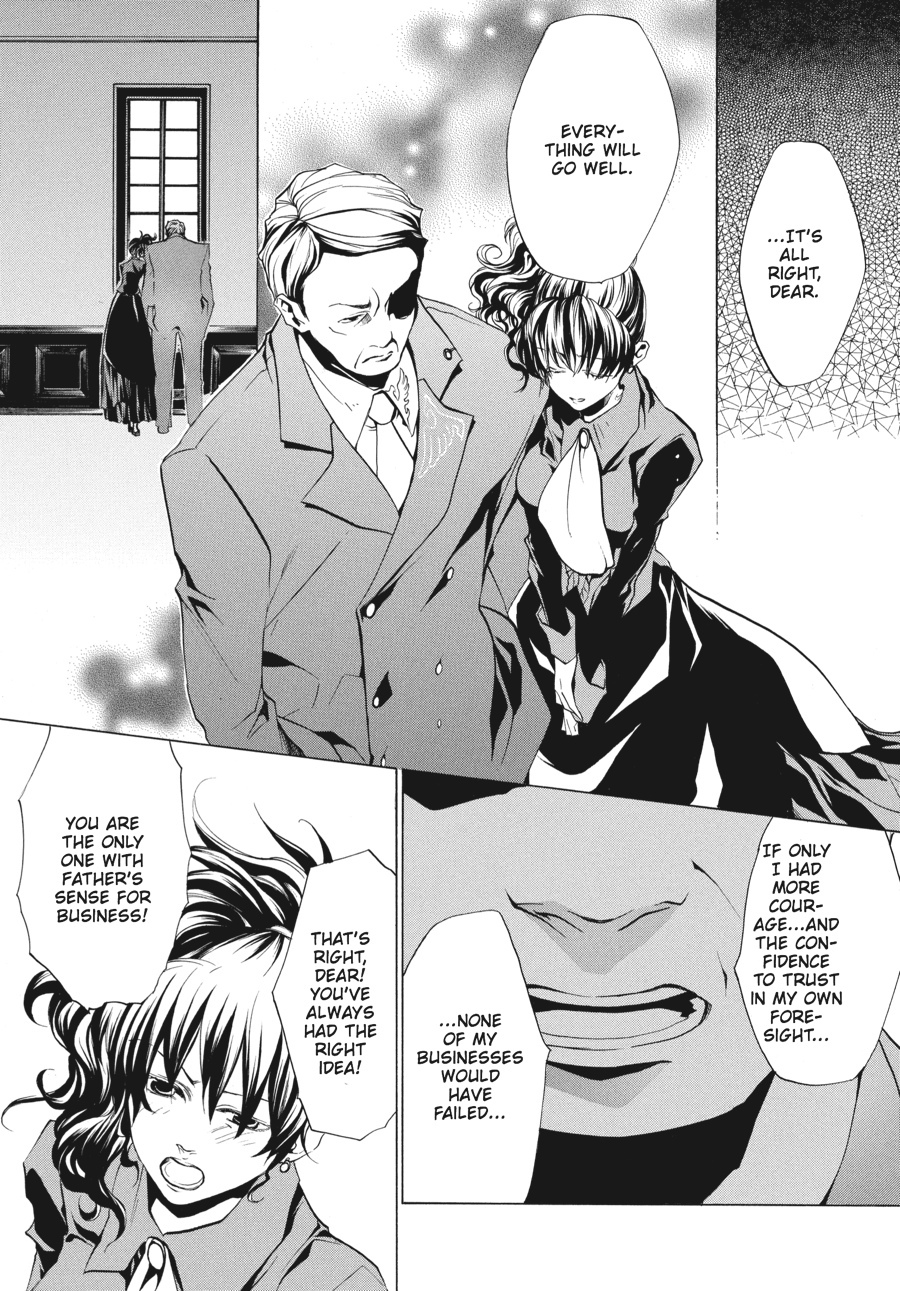 ...IT'S
ALL
RIGHT,
DEAR.
EVERY-
THING WILL
GO WELL.
IF ONLY
I HAD
MORE
COUR-
AGE...AND
THE CON-
FIDENCE
TO TRUST
IN MY OWN
FORE-
SIGHT...
...NONE
OF MY
BUSINESSES
WOULD
HAVE
FAILED...
THAT'S
RIGHT,
DEAR!
YOU'VE
ALWAYS
HAD THE
RIGHT
IDEA!
YOU ARE
THE ONLY
ONE WITH
FATHER'S
SENSE FOR
BUSINESS!